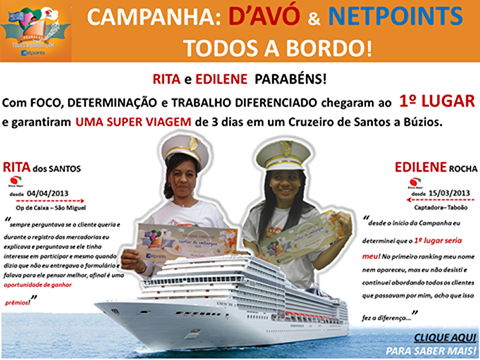 CAMPANHA: D'AVÓ & NETPOINTS
TODOS A BORDO!
RITA e EDILENE PARABÉNS!
Com FOCO, DETERMINAÇÃO e TRABALHO DIFERENCIADO chegaram ao 1º LUGAR
e garantiram UMA SUPER VIAGEM de 3 dias em um Cruzeiro de Santos a Búzios.
RITA dos SANTOS
desde 04/04/2013
Op de Caixa – São Miguel
"sempre perguntava se o cliente queria e
durante o registro das mercadorias eu
explicava e perguntava se ele tinha
interesse em participar e mesmo quando
dizia que não eu entregava o formulário e
falava para ele pensar melhor, afinal é uma
oportunidade de ganhar
prêmios!"
EDILENE ROCHA
desde 15/03/2013
Captadora–Taboão
"desde o início da Campanha eu
determinei que o 1º lugar seria
meu! No primeiro ranking meu nome
nem apareceu, mas eu não desisti e
continuei abordando todos os clientes
que passavam por mim, acho que isso
fez a diferença..."
CLIQUE AQUI
PARA SABER MAIS!